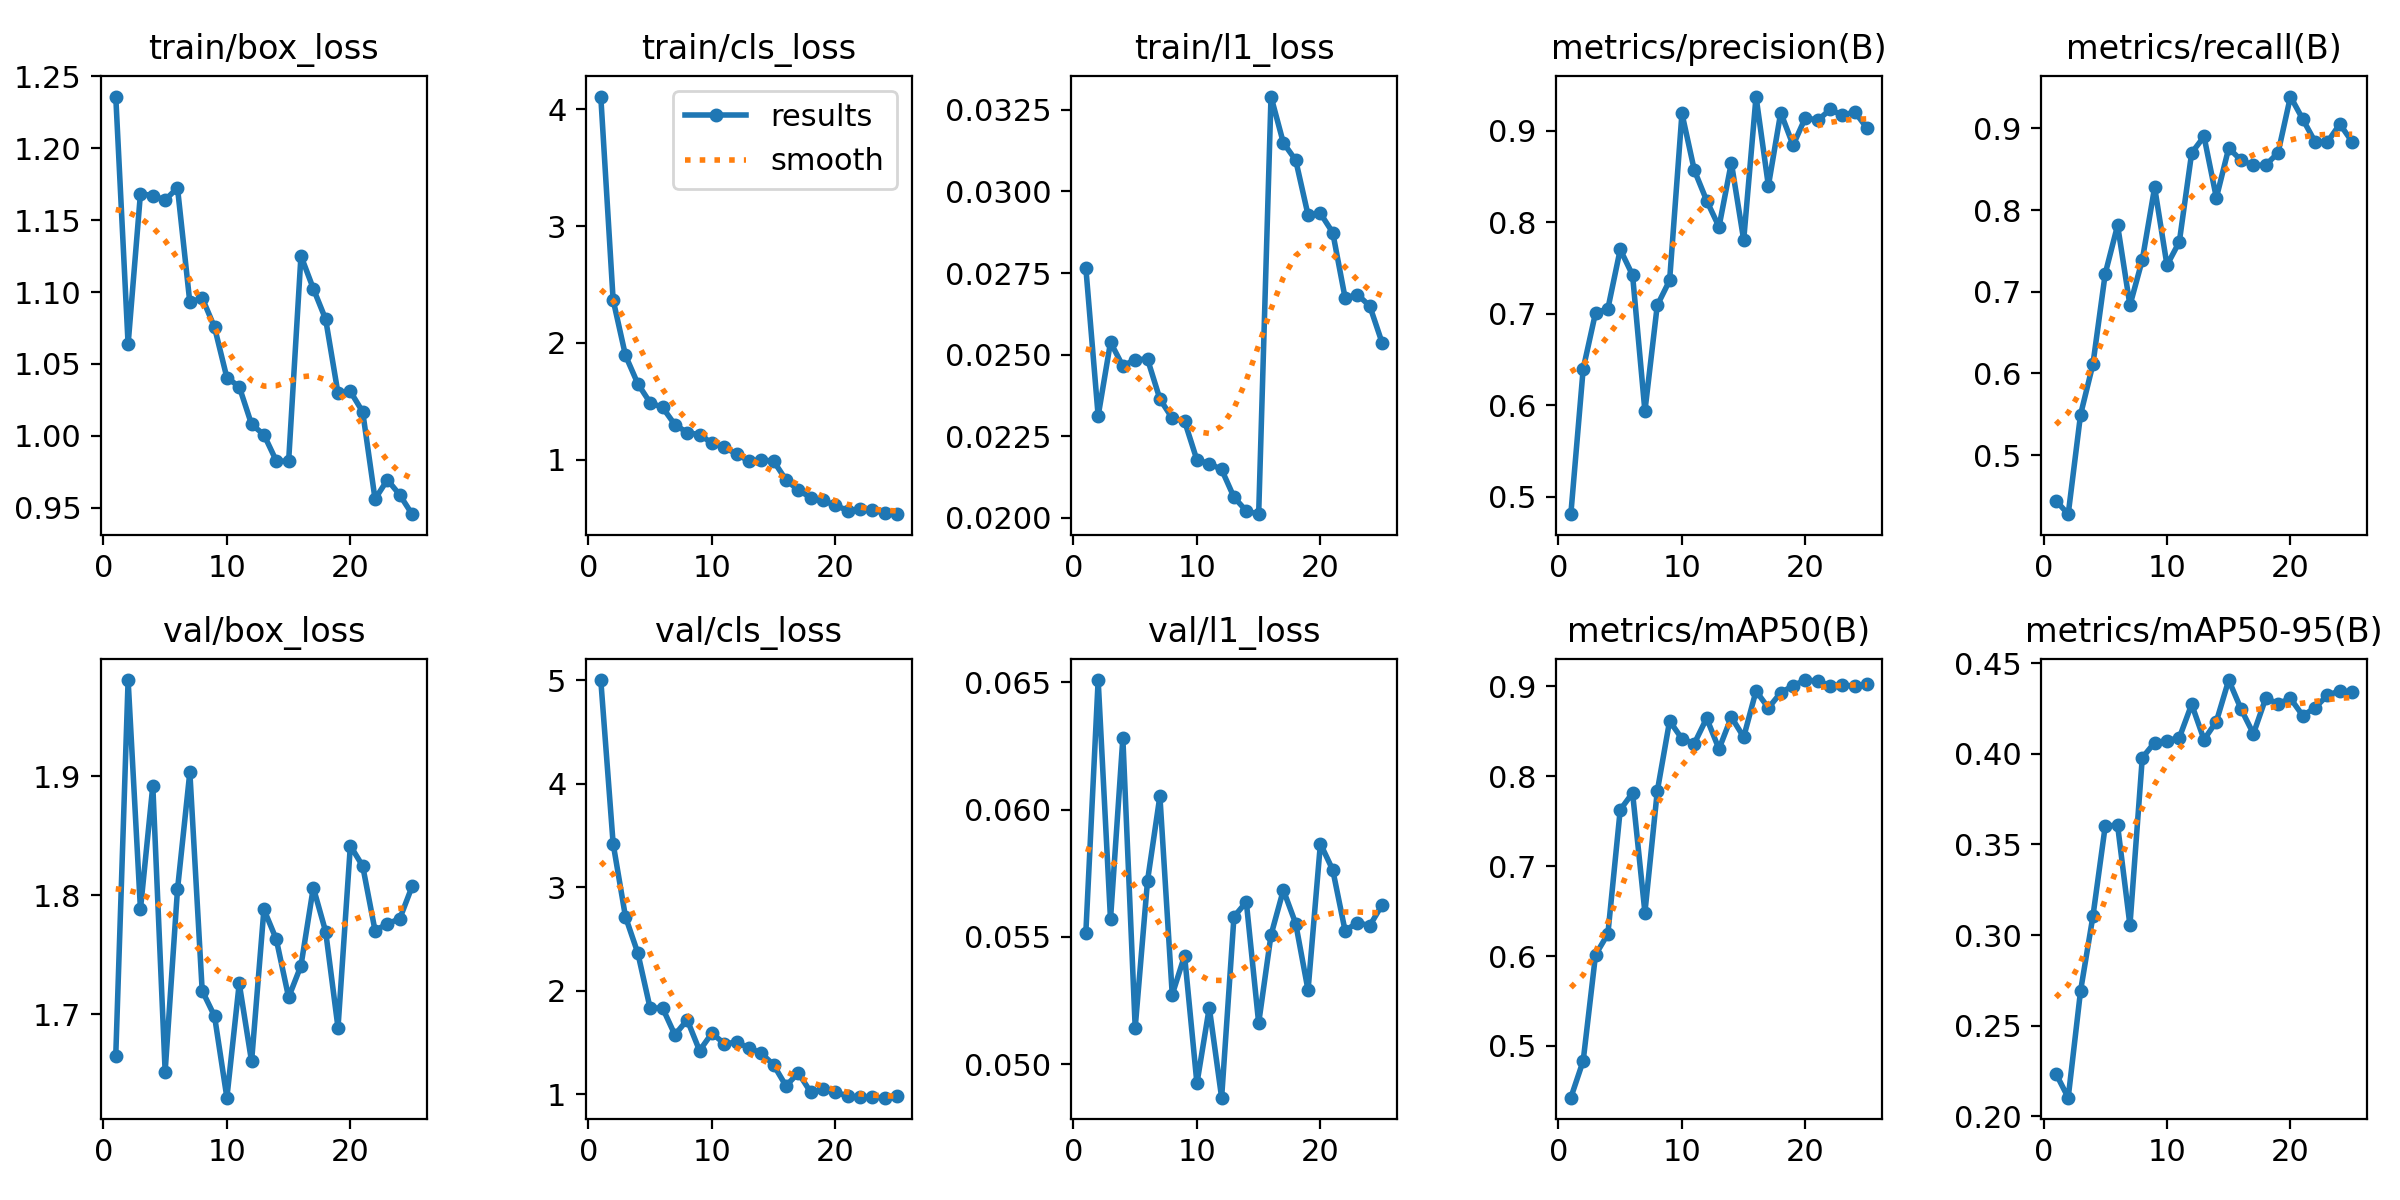 train/box_loss
1.25
1.20
1.15
1.10
1.05
1.00
0.95
0 10 20
train/cls_loss
results
smooth
4
3
2
1
0 10 20
train/l1_loss
0.0325
0.0300
0.0275
0.0250
0.0225
0.0200
0 10 20
metrics/precision(B)
0.9
0.8
0.7
0.6
0.5
0 10 20
metrics/recall(B)
0.9
0.8
0.7
0.6
0.5
0 10 20
val/box_loss
1.9
1.8
1.7
0 10 20
val/cls_loss
5
4
3
2
1
0 10 20
val/l1_loss
0.065
0.060
0.055
0.050
0 10 20
metrics/mAP50(B)
0.9
0.8
0.7
0.6
0.5
0 10 20
metrics/mAP50-95(B)
0.45
0.40
0.35
0.30
0.25
0.20
0 10 20